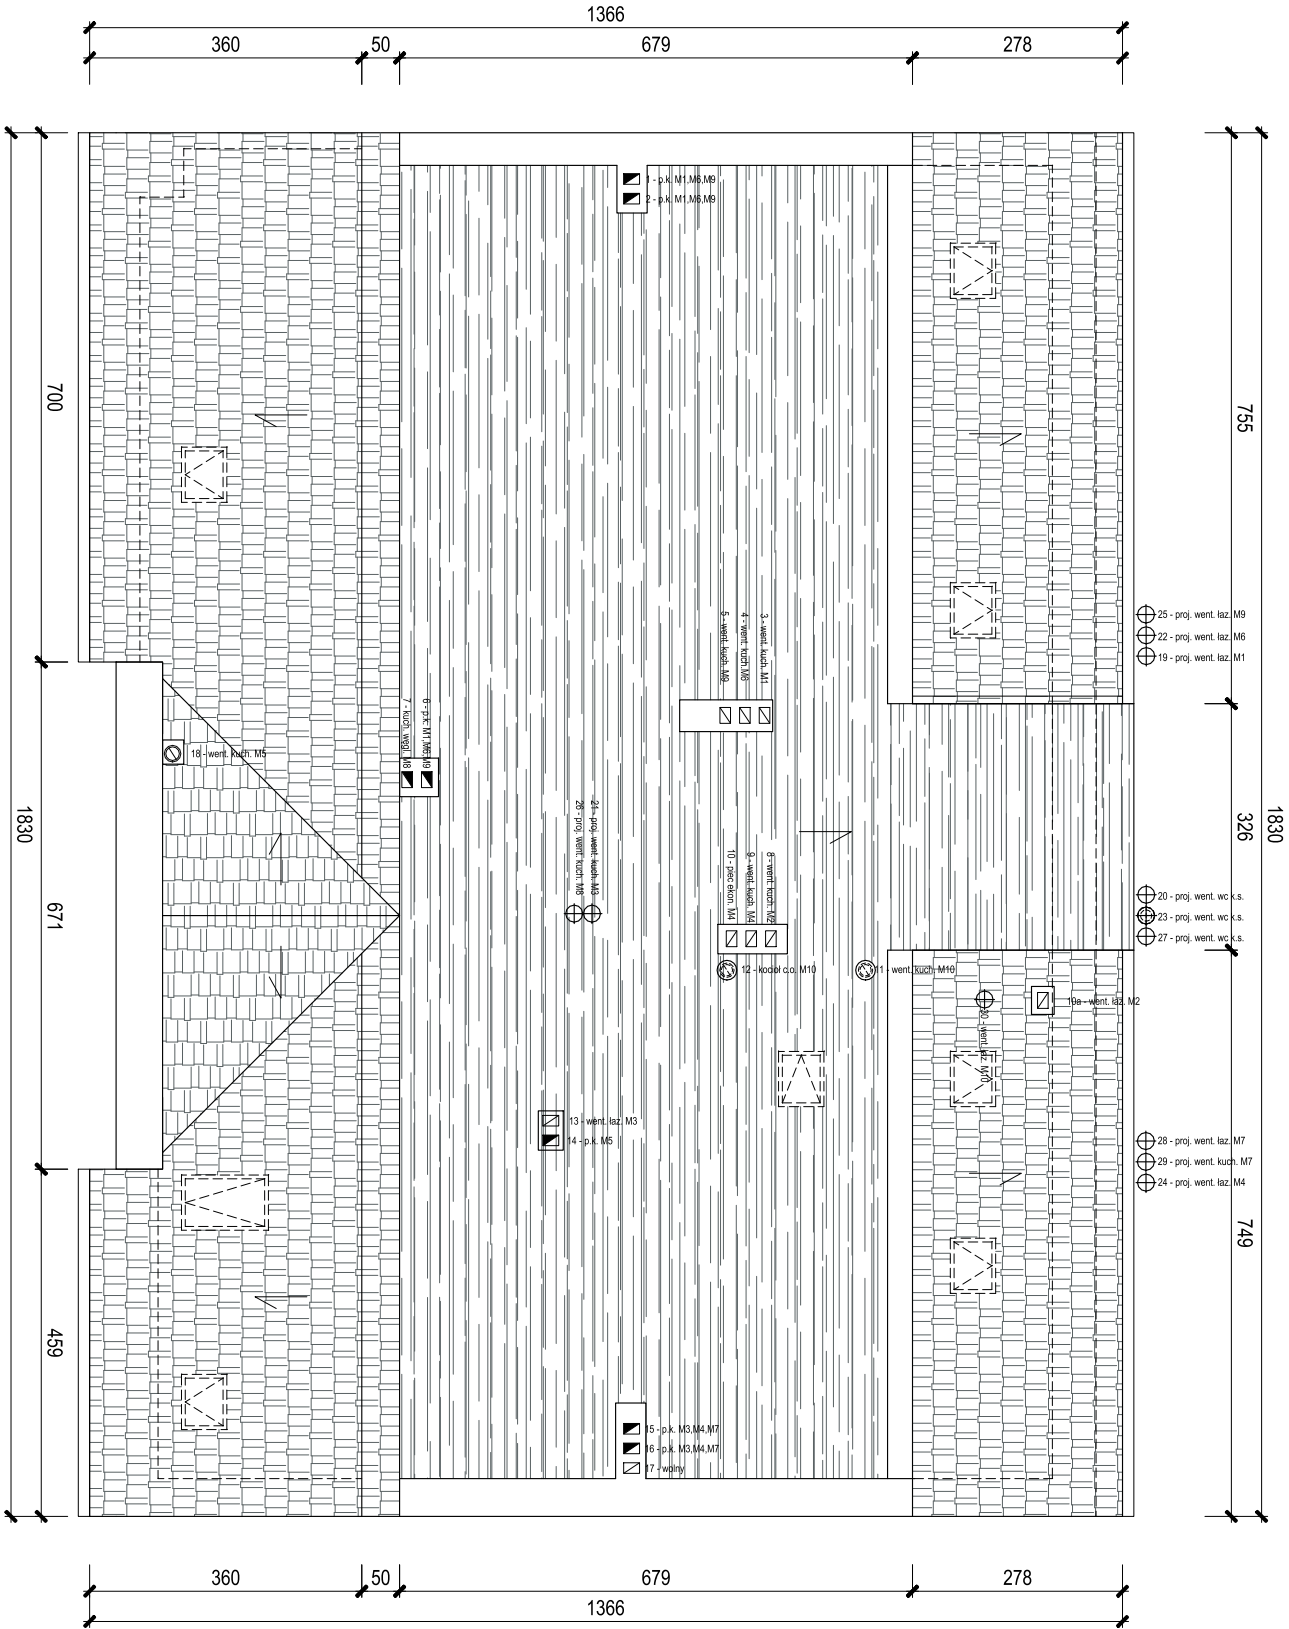 1366
360
50
679
278
1 - p.k. M1,M6,M9
2 - p.k. M1,M6,M9
700
1830
671
459
755
326
1830
749
25 - proj. went. łaz. M9
22 - proj. went. łaz. M6
19 - proj. went. łaz. M1
3 - went. kuch. M1
4 - went. kuch.M6
5 - went. kuch. M9
6 - p.k. M1,M6,M9
7 - kuch. węgl. M8
18 - went. kuch. M5
21 - proj. went. kuch. M3
26 - proj. went. kuch. M8
8 - went. kuch. M2
9 - went. kuch. M4
10 - piec ekon. M4
20 - proj. went. wc k.s.
23 - proj. went. wc k.s.
27 - proj. went. wc k.s.
12 - kocioł c.o. M10
11 - went. kuch. M10
10a - went. łaz. M2
30 - went. łaz. M10
13 - went. łaz. M3
14 - p.k. M5
28 - proj. went. łaz. M7
29 - proj. went. kuch. M7
24 - proj. went. łaz. M4
15 - p.k. M3,M4,M7
16 - p.k. M3,M4,M7
17 - wolny
360
50
679
278
1366